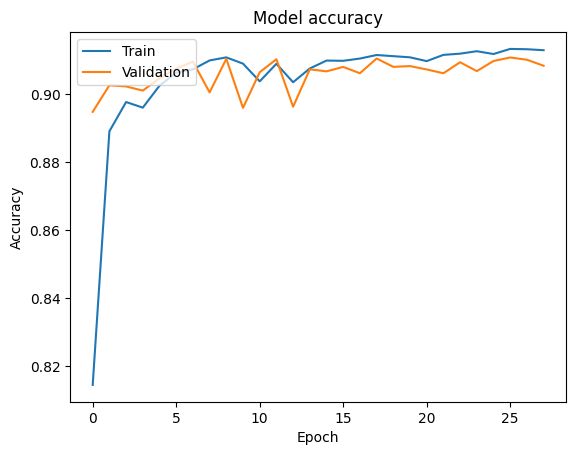 Model accuracy
Train
Validation
Accuracy
0.90
0.88
0.86
0.84
0.82
0 5 10 15 20 25
Epoch